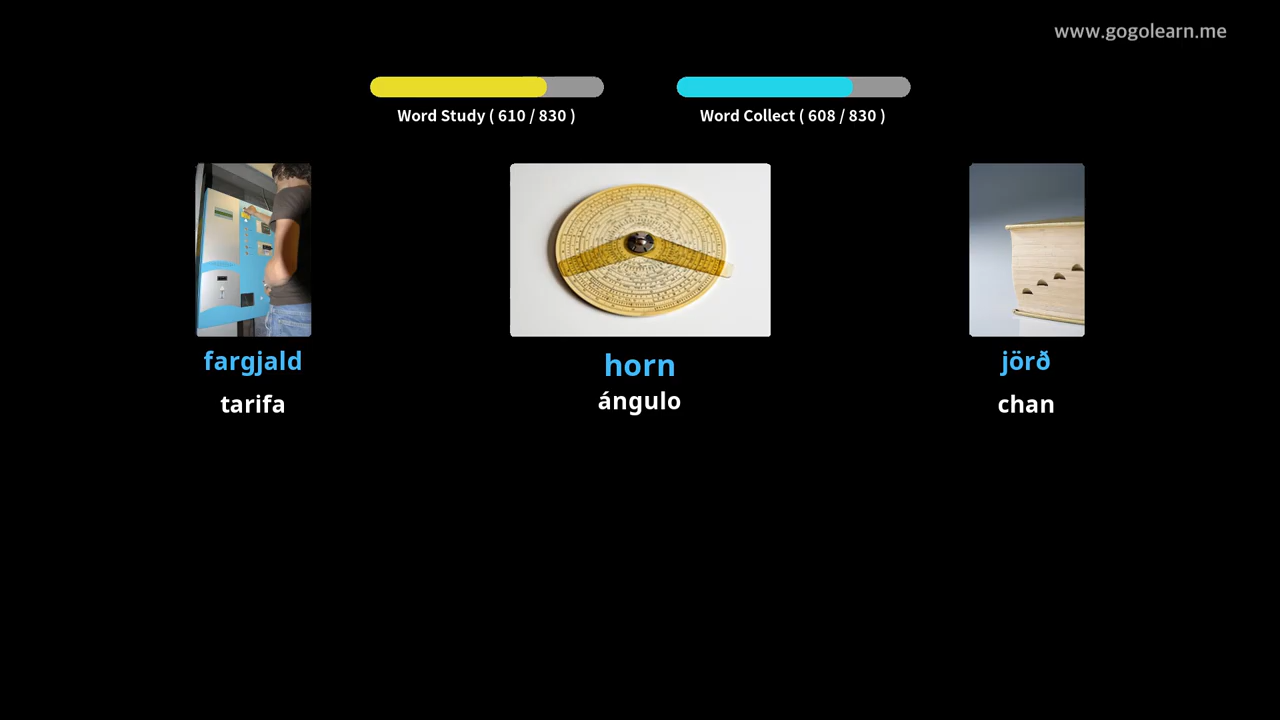 www.gogolearn.me
Word Study ( 610 / 830 )
Word Collect ( 608 / 830 )
fargjald
tarifa
horn
ángulo
jörð
chan